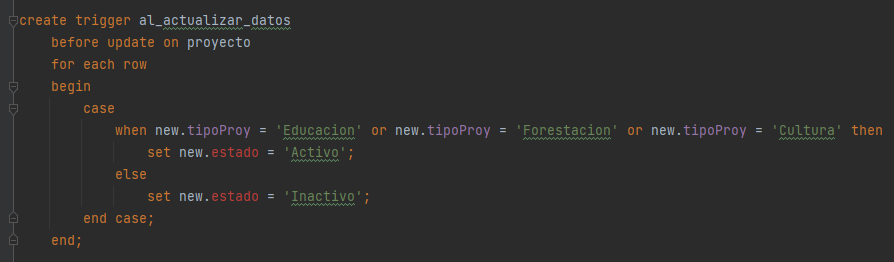 create trigger al_actualizar_datos
before update on proyecto
for each row
begin
case
when new.tipoProy = 'Educacion' or new.tipoProy = 'Forestacion' or new.tipoProy = 'Cultura' then
set new.estado = 'Activo';
else
set new.estado = 'Inactivo';
end case;
end;